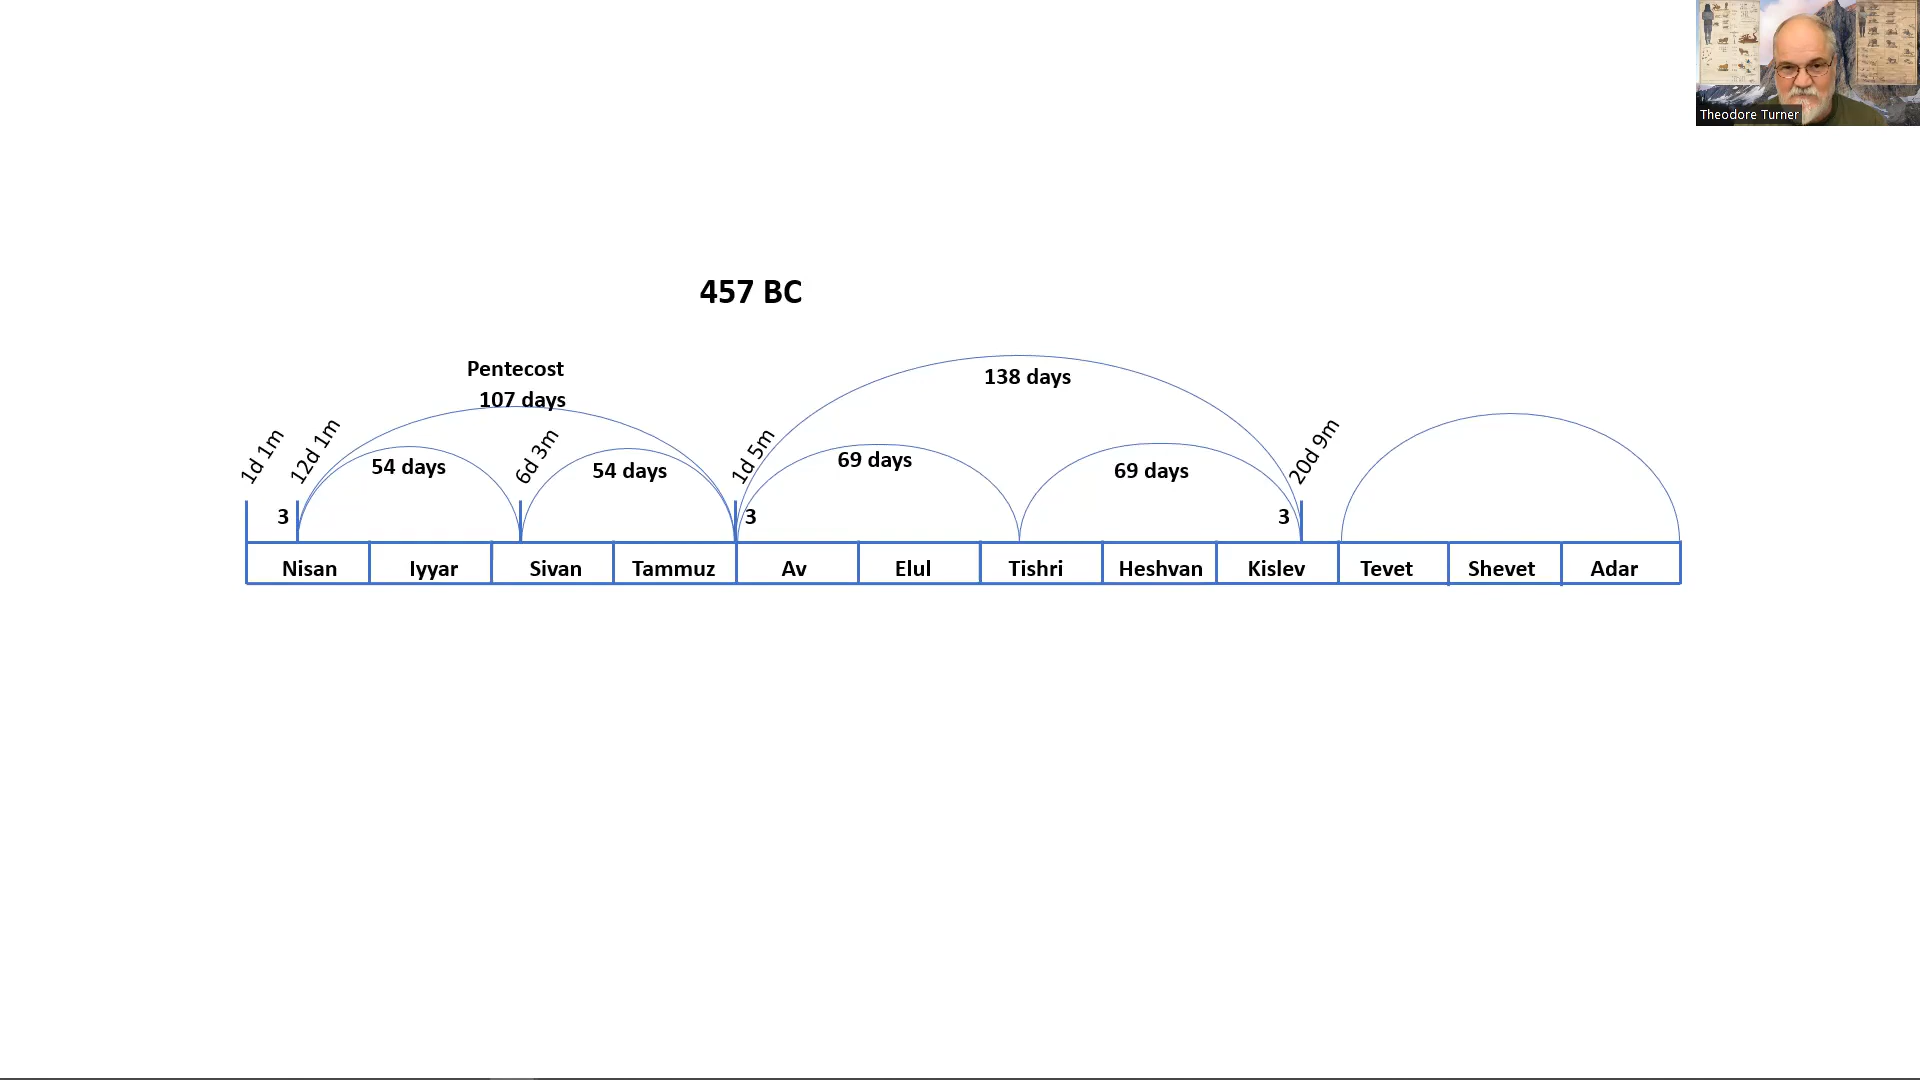 Theodore Turner
457 BC
Pentecost
107 days
138 days
1d 1m
12d 1m
54 days
6d 3m
54 days
1d 5m
69 days
69 days
20d 9m
3
3
3
Nisan
Iyyar
Sivan
Tammuz
Av
Elul
Tishri
Heshvan
Kislev
Tevet
Shevet
Adar